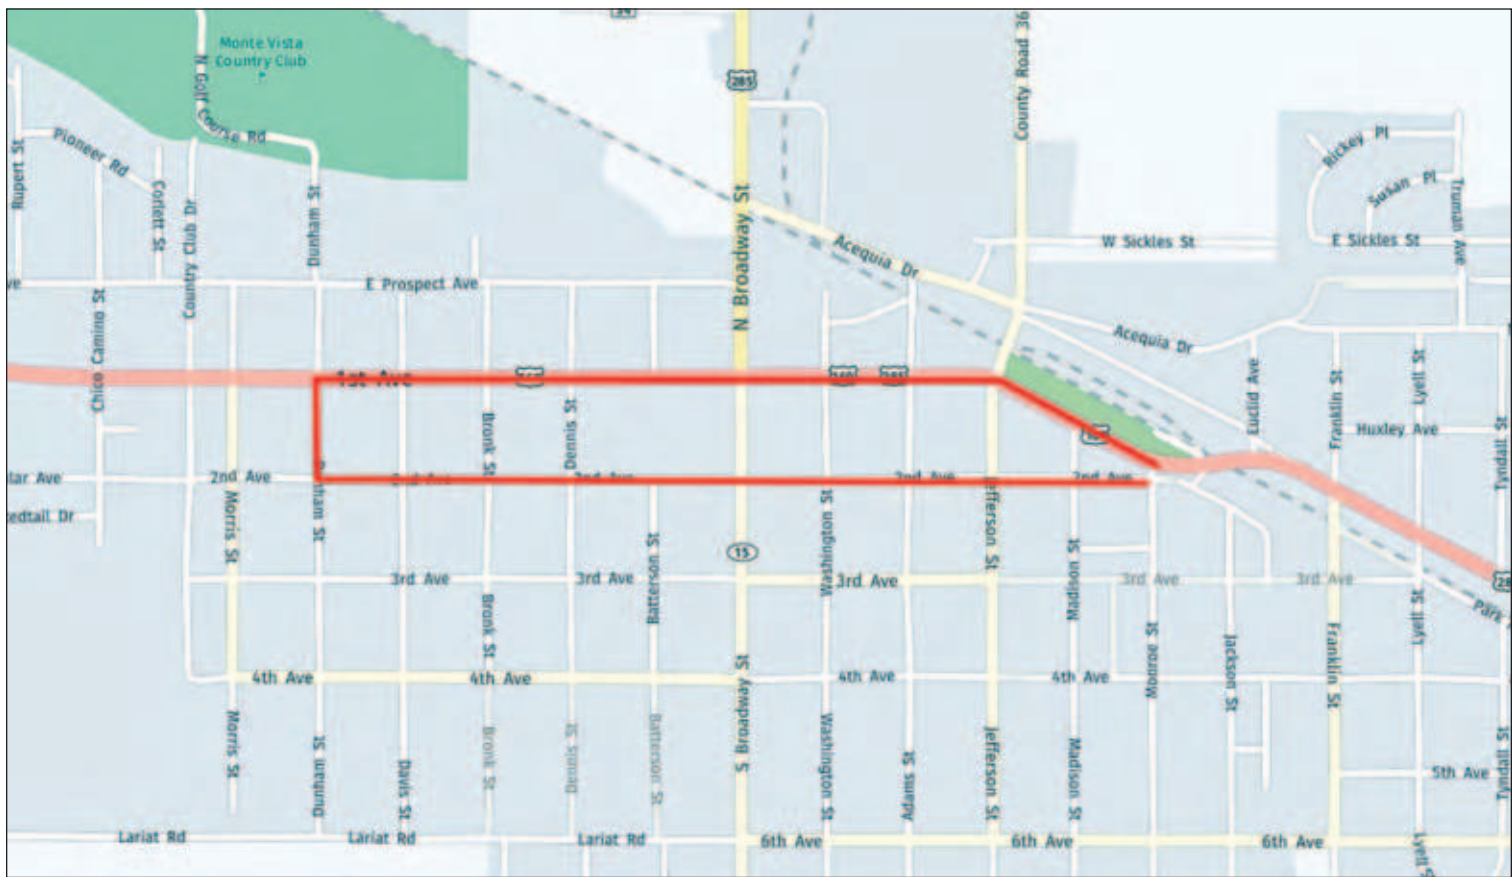 Monte Vista
Country Club
285
County Road 36
N Golf Course Rd
Rickey Pl
Pioneer Rd
Rupert St
Corlett St
Susan Pl
Truman Ave
Country Club Dr
Dunham St
N Broadway St
Acequia Dr
W Sickles St
E Sickles St
E Prospect Ave
Chico Camino St
Acequia Dr
1st Ave
Euclid Ave
Franklin St
Lyell St
Bronk St
Dennis St
Huxley Ave
Tyndall St
2nd Ave
2nd Ave
2nd Ave
Morris St
Washington St
Jefferson St
15
Batterson St
Madison St
3rd Ave
3rd Ave
3rd Ave
3rd Ave
3rd Ave
Bronk St
Lyell St
Monroe St
Jackson St
Franklin St
4th Ave
4th Ave
4th Ave
4th Ave
S Broadway St
Morris St
Dunham St
Davis St
Bronk St
Dennis St
Batterson St
Washington St
Adams St
Jefferson St
Madison St
5th Ave
Tyndall St
Lariat Rd
Lariat Rd
Lariat Rd
6th Ave
6th Ave
6th Ave